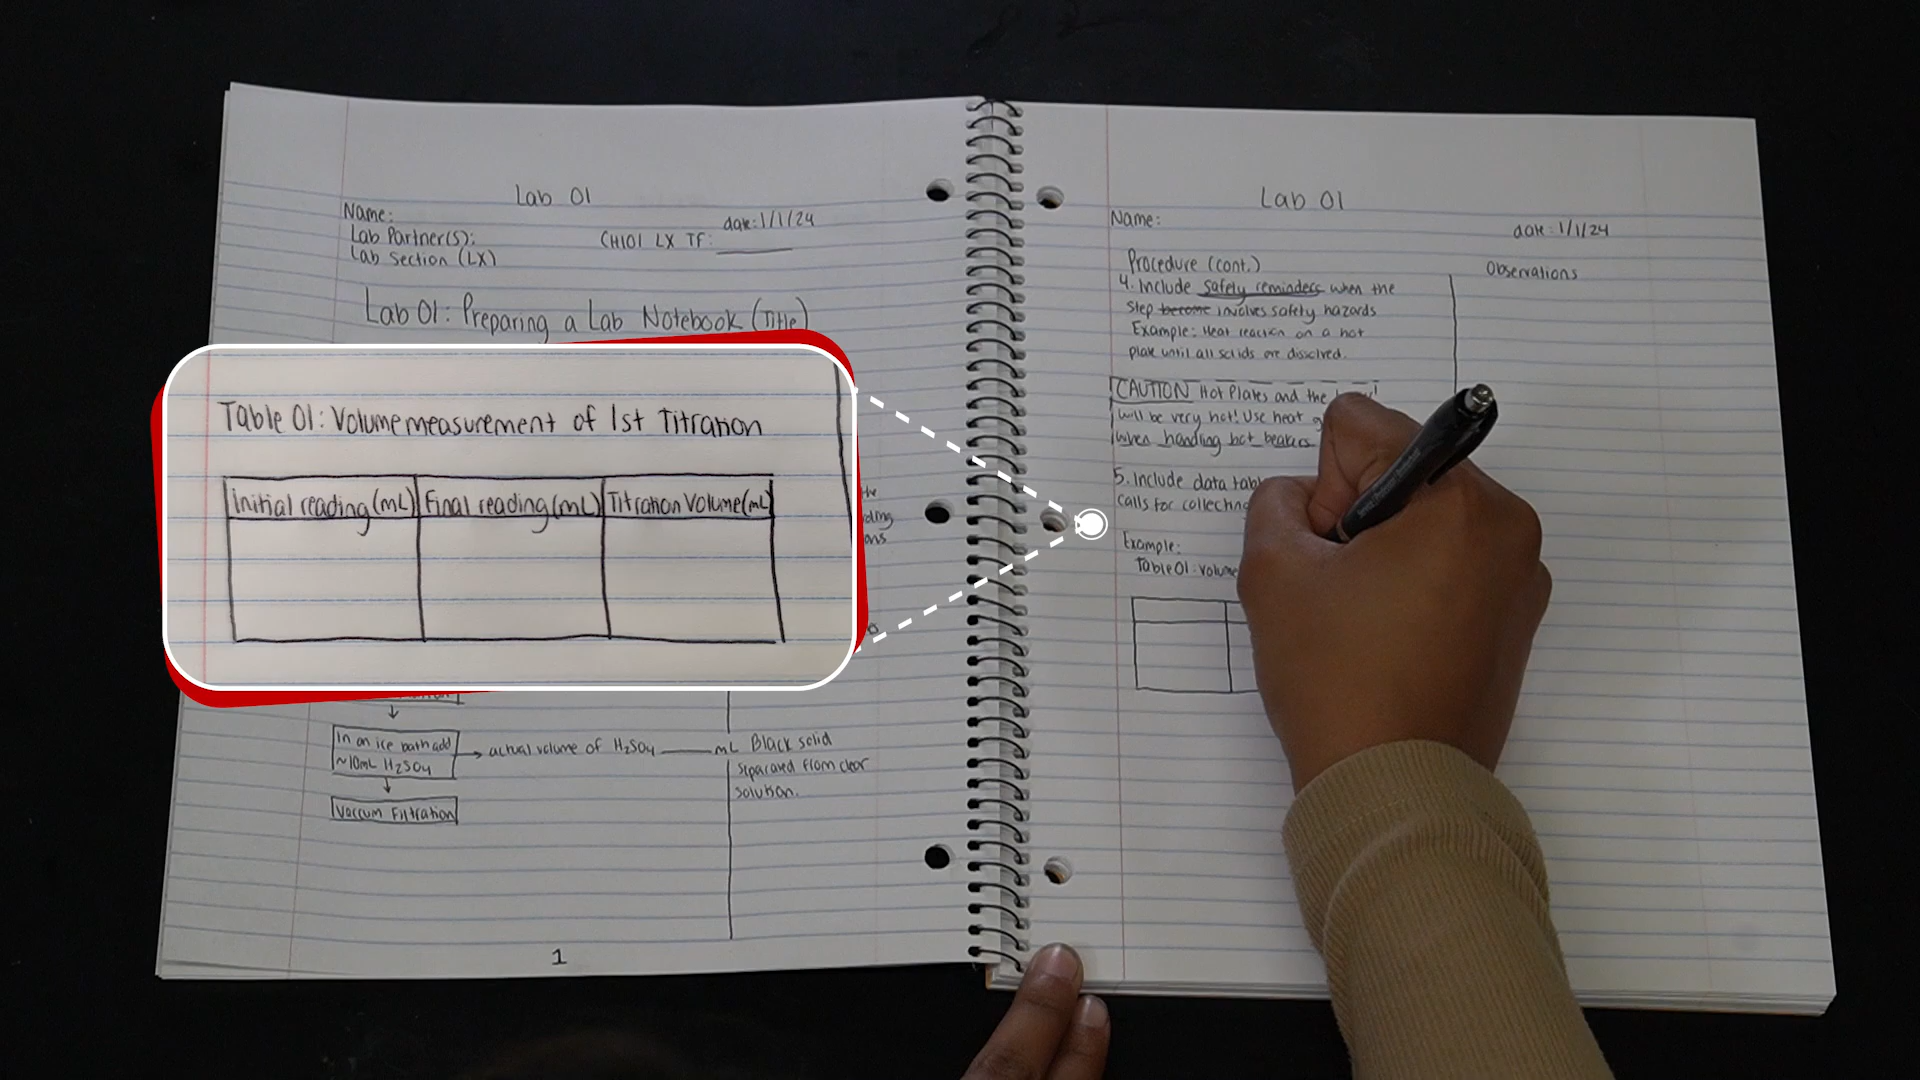 Lab 01
Name:
date: 1/1/24
Lab Partner(s):
CH101 LX TF:
Lab Section (LX)
Lab 01: Preparing a Lab Notebook (Title)
Table 01: Volume measurement of 1st Titration
Initial reading (mL) Final reading (mL) Titration Volume (mL)
In an ice bath add
~10mL H₂SO₄
actual volume of H₂SO₄ ____ mL
Black solid
separated from clear
solution.
Vaccum Filtration
1
Lab 01
Name:
date: 1/1/24
Procedure (cont.)
Observations
4. Include safety reminders when the
step become involves safety hazards
Example: Heat reaction on a hot
plate until all solids are dissolved.
CAUTION Hot Plates and the
will be very hot! Use heat
when handling hot beakers
5. Include data
calls for collecting
Example:
Table 01: Volume